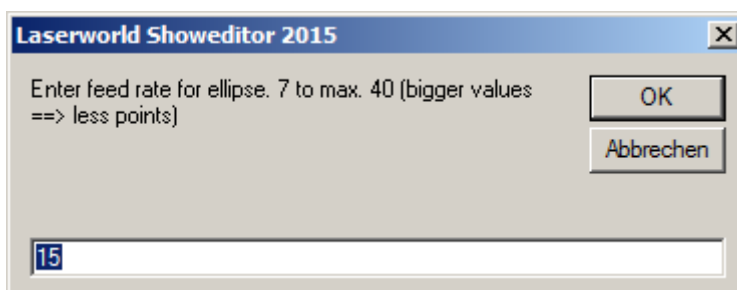 Laserworld Showeditor 2015
Enter feed rate for ellipse. 7 to max. 40 (bigger values
==> less points)
OK
Abbrechen
15